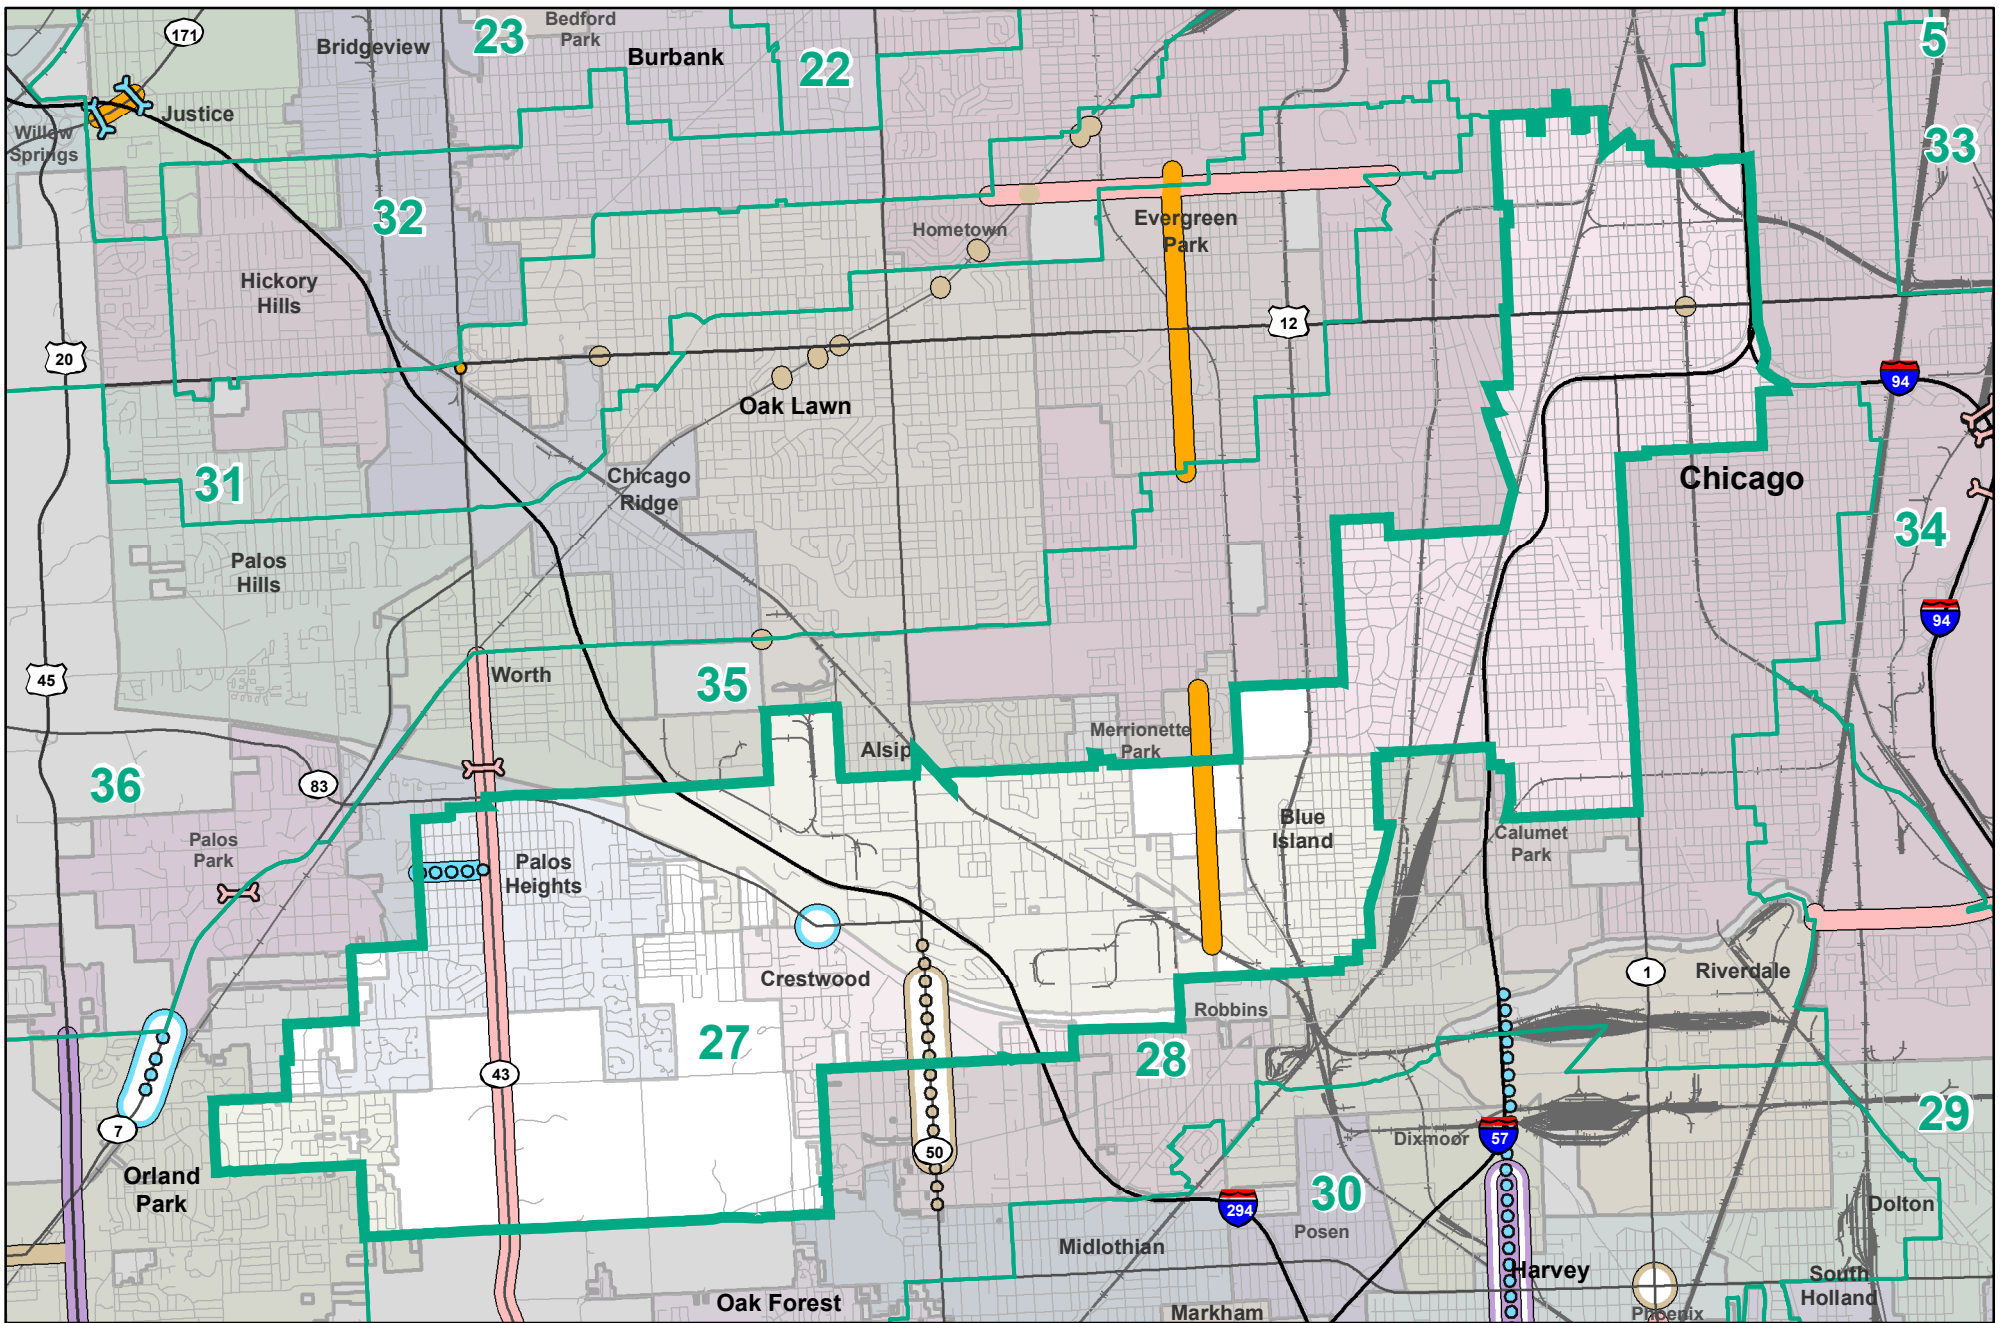 171
Bridgeview
23
Bedford
Park
Burbank
22
5
Justice
Willow
Springs
33
32
Hometown
Evergreen
Park
Hickory
Hills
12
20
94
Oak Lawn
31
Chicago
Ridge
Chicago
34
Palos
Hills
94
45
Worth
35
Merrionette
Park
Alsip
36
83
Blue
Island
Calumet
Park
Palos
Park
Palos
Heights
Crestwood
1
Riverdale
Robbins
27
28
43
29
7
50
Dixmoor
57
Orland
Park
30
294
Posen
Dolton
Midlothian
Harvey
South
Holland
Oak Forest
Markham
Phoenix